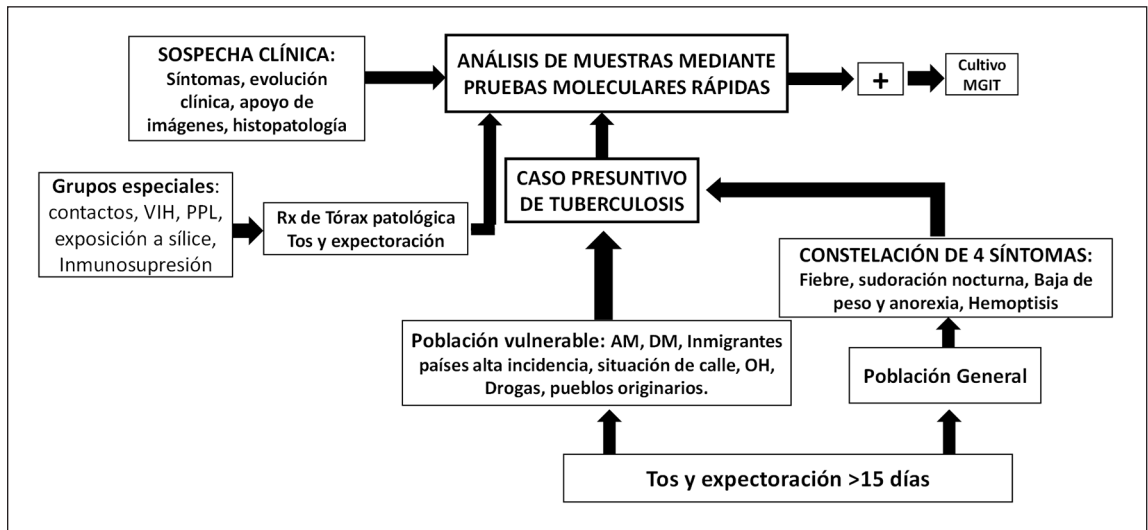 SOSPECHA CLÍNICA:
Síntomas, evolución
clínica, apoyo de
imágenes, histopatología
ANÁLISIS DE MUESTRAS MEDIANTE
PRUEBAS MOLECULARES RÁPIDAS
+
Cultivo
MGIT
Grupos especiales:
contactos, VIH, PPL,
exposición a sílice,
Inmunosupresión
Rx de Tórax patológica
Tos y expectoración
CASO PRESUNTIVO
DE TUBERCULOSIS
CONSTELACIÓN DE 4 SÍNTOMAS:
Fiebre, sudoración nocturna, Baja de
peso y anorexia, Hemoptisis
Población vulnerable: AM, DM, Inmigrantes
países alta incidencia, situación de calle, OH,
Drogas, pueblos originarios.
Población General
Tos y expectoración >15 días